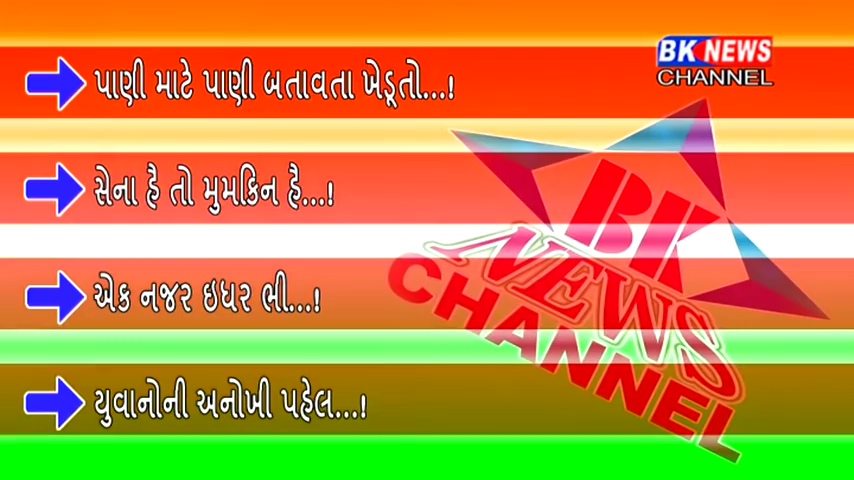 BK NEWS
CHANNEL
પાણી માટે પાણી બતાવતા ખેડૂતો...!
સેના હૈ તો મુમકિન હૈ...!
એક નજર ઇધર ભી...!
યુવાનોની અનોખી પહેલ...!
BK
NEWS
CHANNEL